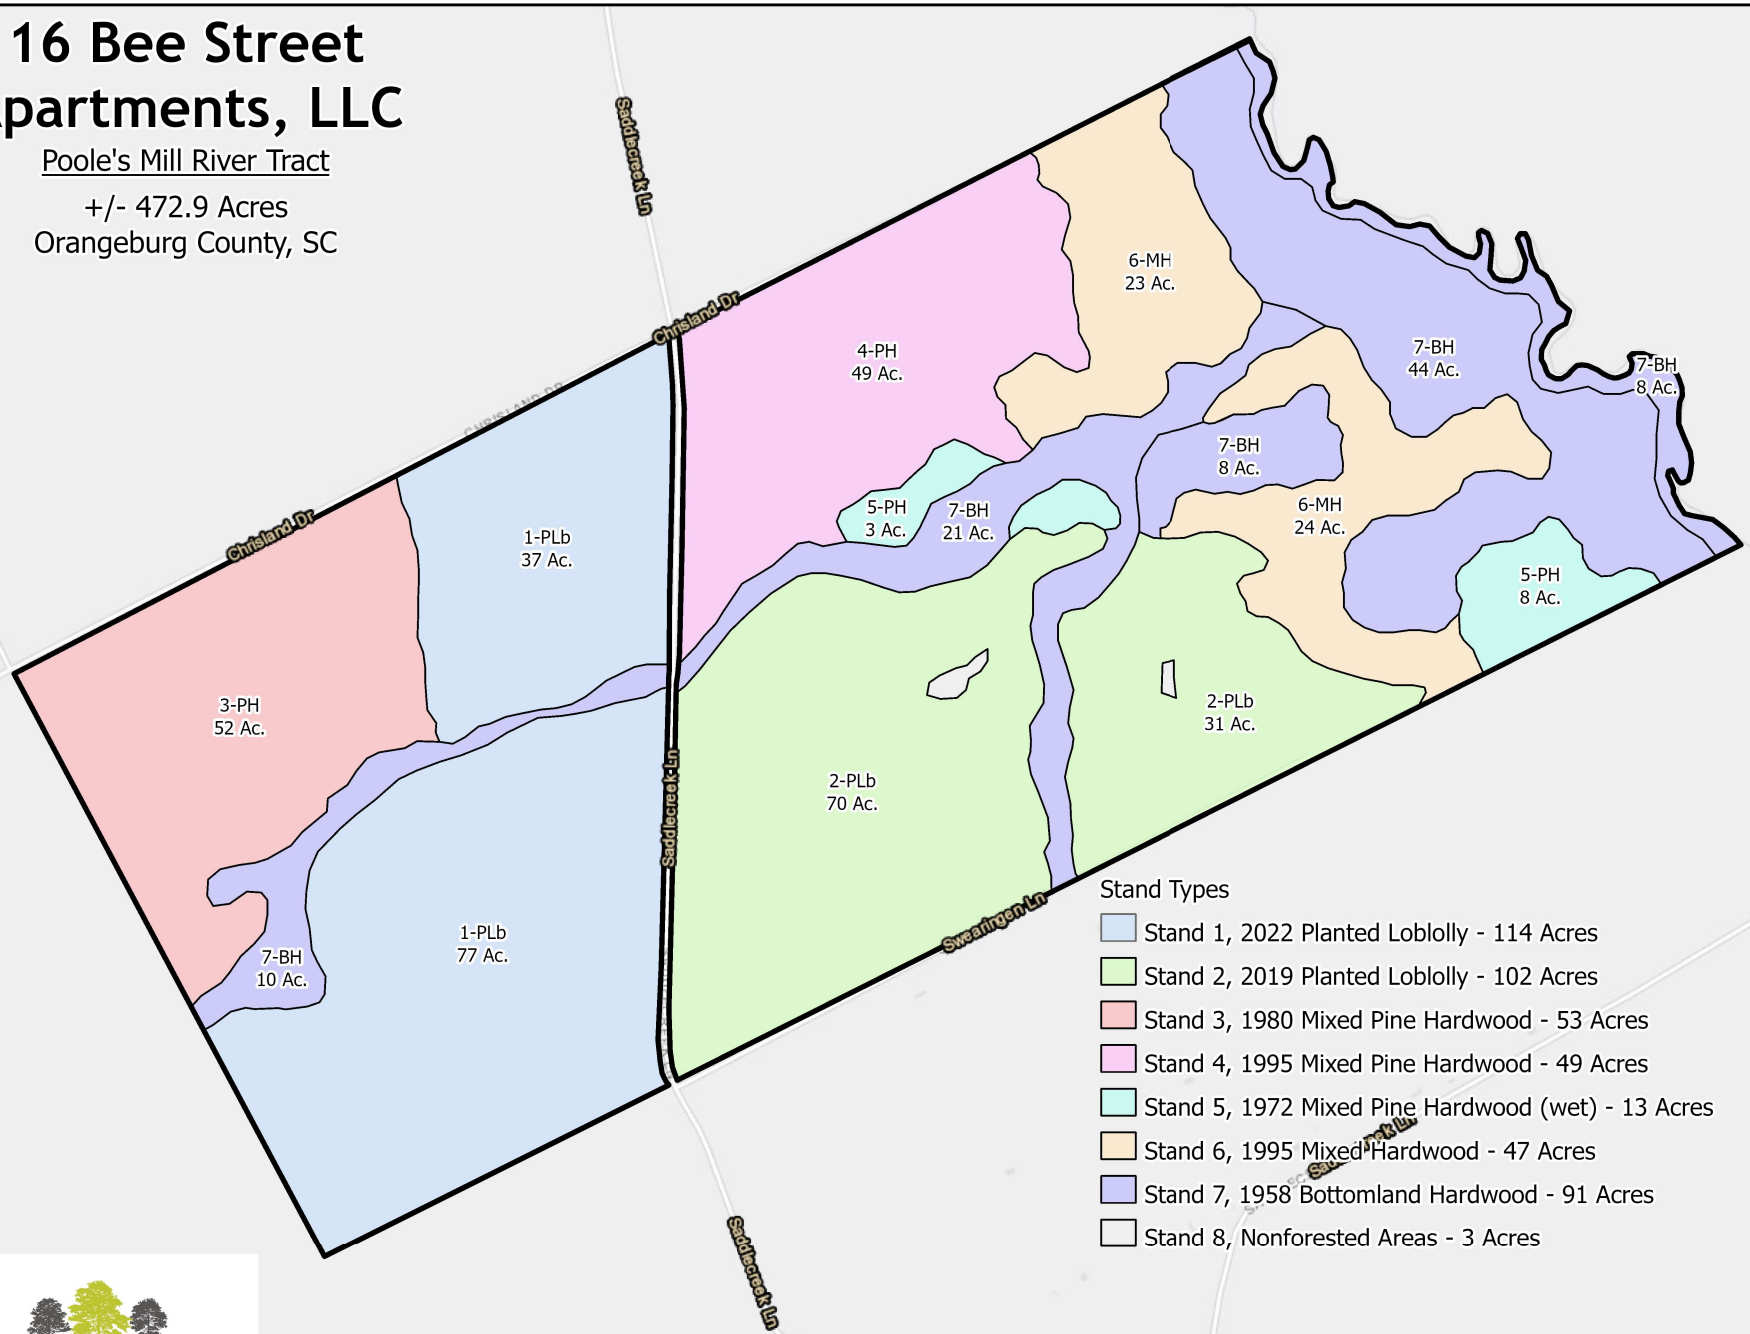 16 Bee Street
partments, LLC
Poole's Mill River Tract
+/- 472.9 Acres
Orangeburg County, SC
Saddlecreek Ln
Chrisland Dr
CHRISLAND DR
Chrisland Dr
6-MH
23 Ac.
4-PH
49 Ac.
7-BH
44 Ac.
7-BH
8 Ac.
7-BH
8 Ac.
5-PH
3 Ac.
7-BH
21 Ac.
6-MH
24 Ac.
1-PLb
37 Ac.
5-PH
8 Ac.
3-PH
52 Ac.
2-PLb
31 Ac.
2-PLb
70 Ac.
Saddlecreek Ln
1-PLb
77 Ac.
7-BH
10 Ac.
Swearingen Ln
Stand Types
Stand 1, 2022 Planted Loblolly - 114 Acres
Stand 2, 2019 Planted Loblolly - 102 Acres
Stand 3, 1980 Mixed Pine Hardwood - 53 Acres
Stand 4, 1995 Mixed Pine Hardwood - 49 Acres
Stand 5, 1972 Mixed Pine Hardwood (wet) - 13 Acres
Stand 6, 1995 Mixed Hardwood - 47 Acres
Stand 7, 1958 Bottomland Hardwood - 91 Acres
Stand 8, Nonforested Areas - 3 Acres
Saddlecreek Ln
Saddlecreek Ln